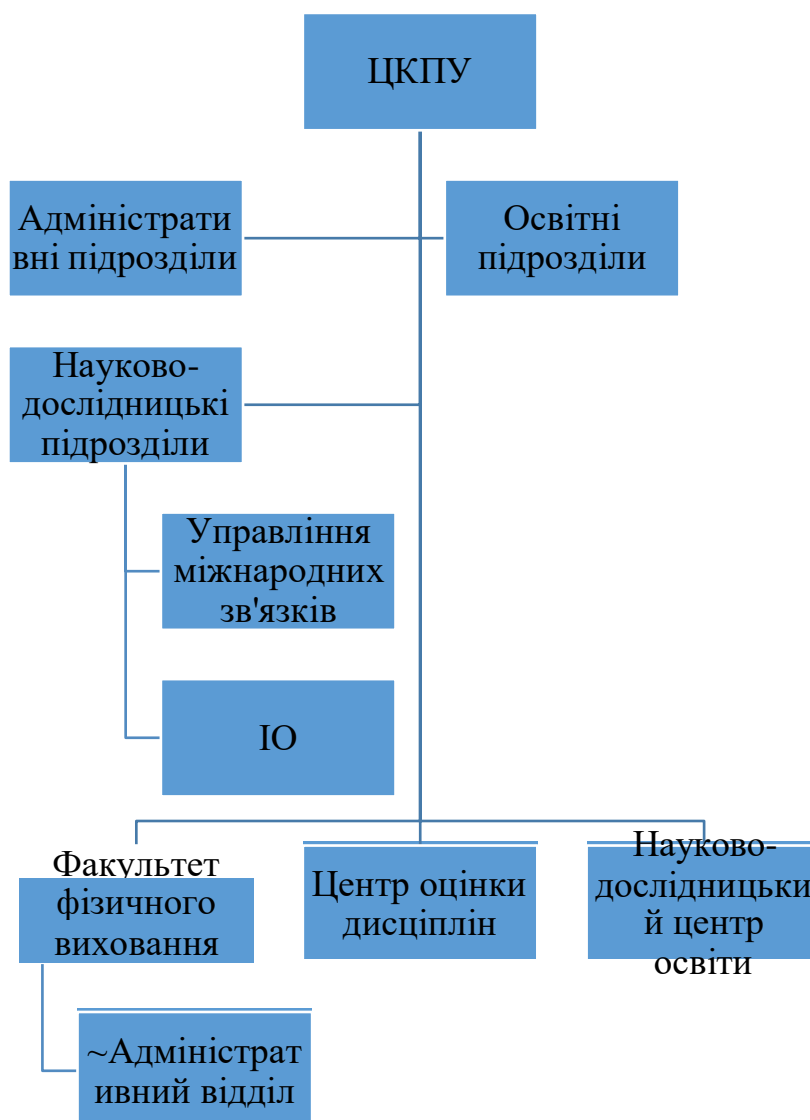 ЦКПУ
Адміністрати
вні підрозділи
Освітні
підрозділи
Науково-
дослідницькі
підрозділи
Управління
міжнародних
зв'язків
ІО
Факультет
фізичного
виховання
Центр оцінки
дисціплін
Науково-
дослідницьки
й центр
освіти
~Адміністрат
ивний відділ